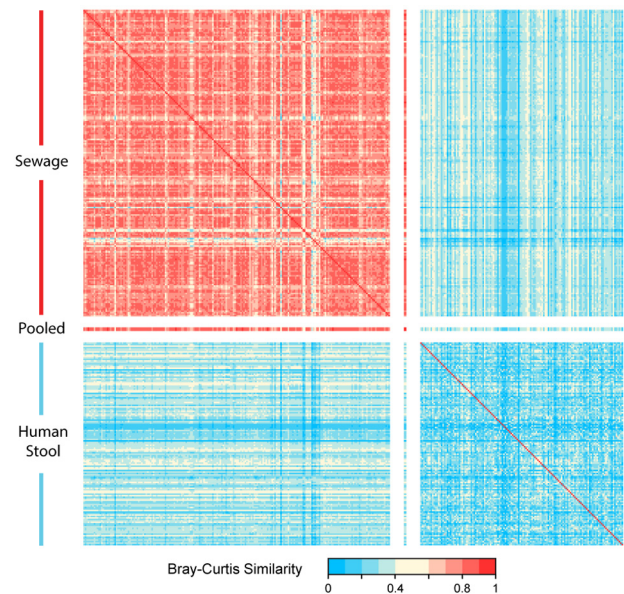 Sewage
Pooled
Human
Stool
Bray-Curtis Similarity
0 0.4 0.8 1